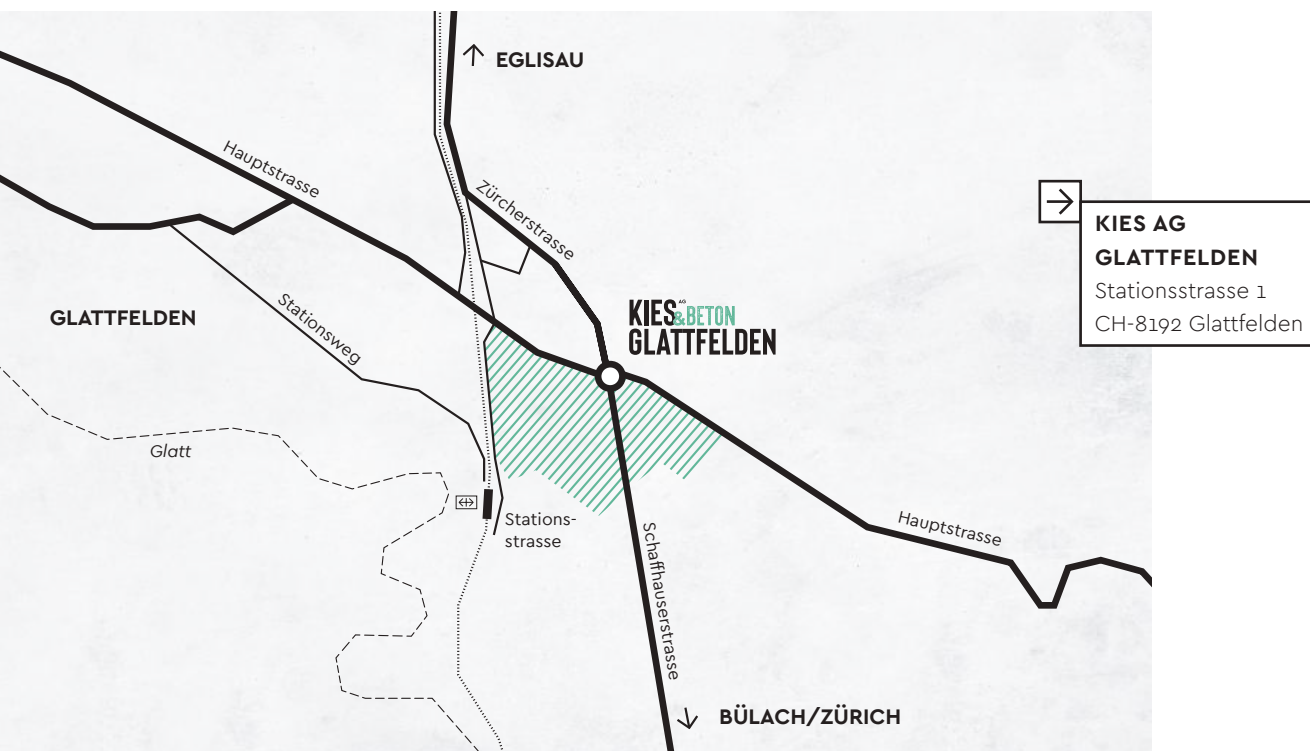 EGLISAU
Hauptstrasse
Zürcherstrasse
KIES AG
GLATTFELDEN
Stationsstrasse 1
CH-8192 Glattfelden
GLATTFELDEN
Stationsweg
KIES AG
&BETON
GLATTFELDEN
Glatt
Stations-
strasse
Hauptstrasse
Schaffhauserstrasse
BÜLACH/ZÜRICH